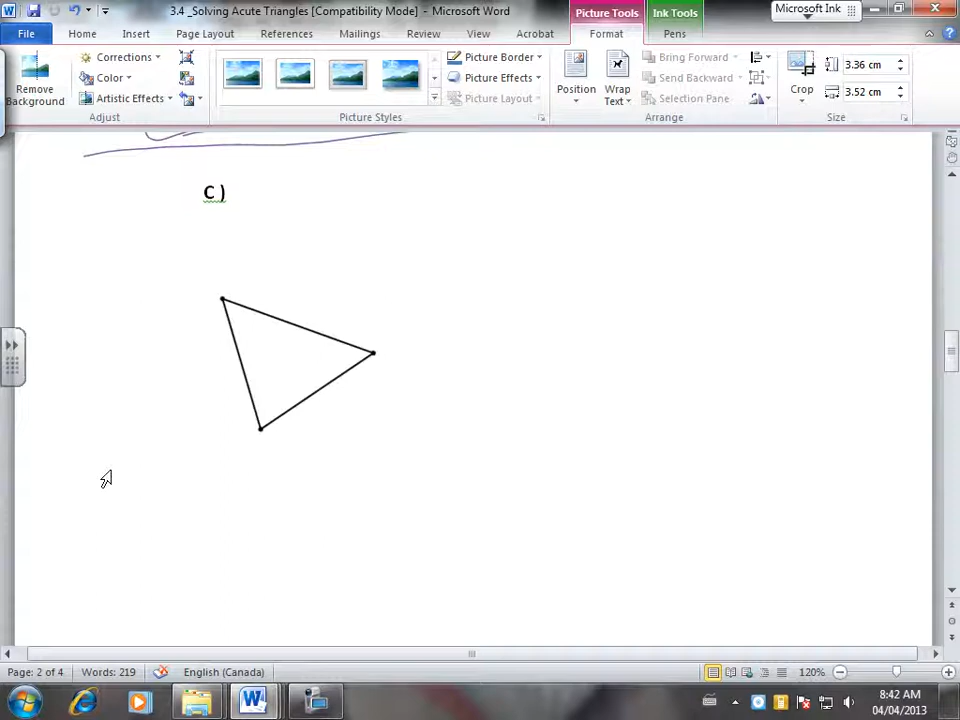 3.4 _Solving Acute Triangles [Compatibility Mode] - Microsoft Word
Picture Tools
Ink Tools
Microsoft Ink
File
Home
Insert
Page Layout
References
Mailings
Review
View
Acrobat
Format
Pens
Remove Background
Corrections
Color
Artistic Effects
Adjust
Picture Styles
Picture Border
Picture Effects
Picture Layout
Position
Wrap Text
Bring Forward
Send Backward
Selection Pane
Arrange
Crop
3.36 cm
3.52 cm
Size
C )
Page: 2 of 4
Words: 219
English (Canada)
120%
8:42 AM
04/04/2013